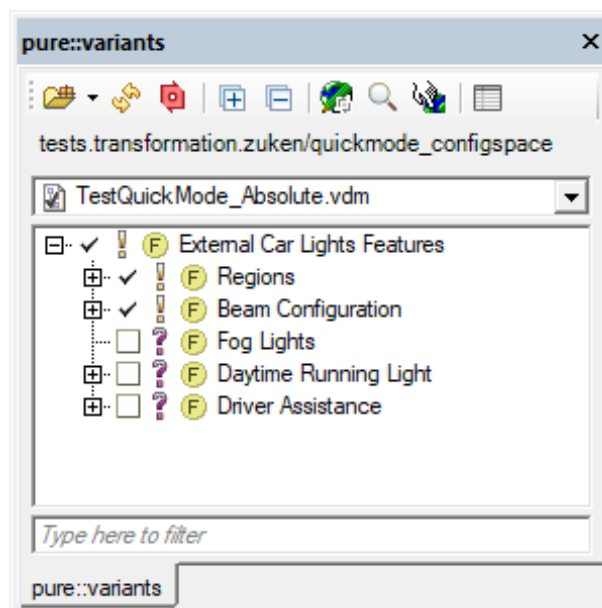 pure::variants
tests.transformation.zuken/quickmode_configspace
TestQuickMode_Absolute.vdm
External Car Lights Features
Regions
Beam Configuration
Fog Lights
Daytime Running Light
Driver Assistance
Type here to filter
pure::variants